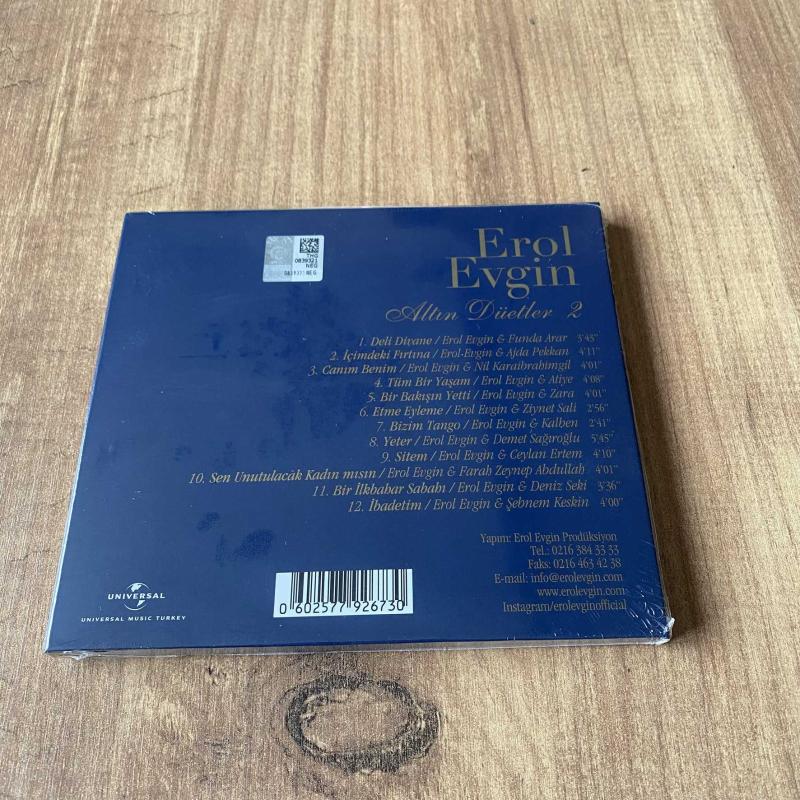 THG
0839321
NEG
0839321NEG
Erol
Evgin
Altın Düetler 2
1. Deli Divane / Erol Evgin & Funda Arar 3'43"
2. İçimdeki Fırtına / Erol Evgin & Ajda Pekkan 4'11"
3. Canım Benim / Erol Evgin & Nil Karaibrahimgil 4'01"
4. Tüm Bir Yaşam / Erol Evgin & Atiye 4'08"
5. Bir Bakışın Yetti / Erol Evgin & Zara 4'01"
6. Etme Eyleme / Erol Evgin & Ziynet Sali 2'56"
7. Bizim Tango / Erol Evgin & Kalben 2'41"
8. Yeter / Erol Evgin & Demet Sağıroğlu 5'45"
9. Sitem / Erol Evgin & Ceylan Ertem 4'10"
10. Sen Unutulacak Kadın mısın / Erol Evgin & Farah Zeynep Abdullah 4'01"
11. Bir İlkbahar Sabahı / Erol Evgin & Deniz Seki 3'36"
12. İbadetim / Erol Evgin & Şebnem Keskin 4'00"
Yapım: Erol Evgin Prodüksiyon
Tel.: 0216 384 33 33
Faks: 0216 463 42 38
E-mail: info@erolevgin.com
www.erolevgin.com
Instagram/erolevginofficial
UNIVERSAL
UNIVERSAL MUSIC TURKEY
0 602577 926730